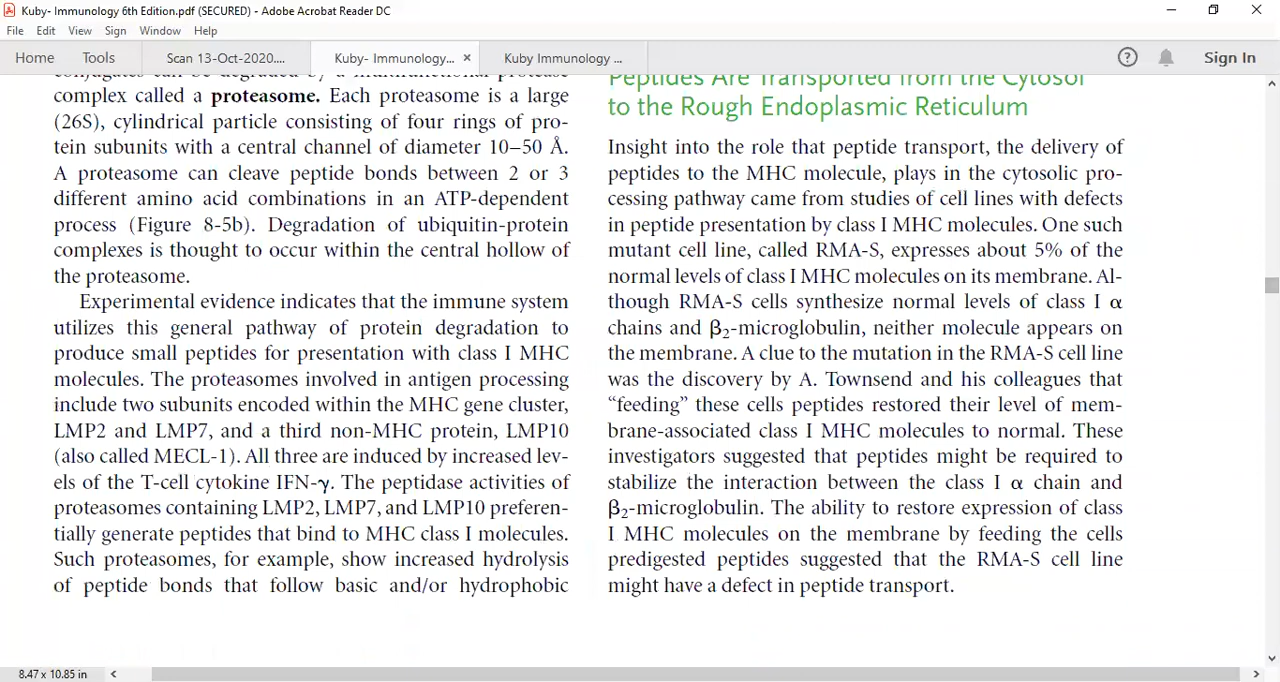 Kuby- Immunology 6th Edition.pdf (SECURED) - Adobe Acrobat Reader DC
File Edit View Sign Window Help
Home Tools Scan 13-Oct-2020.... Kuby- Immunology... × Kuby Immunology ... Sign In
conjugates can be degraded by a multifunctional protease
complex called a proteasome. Each proteasome is a large
(26S), cylindrical particle consisting of four rings of pro-
tein subunits with a central channel of diameter 10–50 Å.
A proteasome can cleave peptide bonds between 2 or 3
different amino acid combinations in an ATP-dependent
process (Figure 8-5b). Degradation of ubiquitin-protein
complexes is thought to occur within the central hollow of
the proteasome.
Experimental evidence indicates that the immune system
utilizes this general pathway of protein degradation to
produce small peptides for presentation with class I MHC
molecules. The proteasomes involved in antigen processing
include two subunits encoded within the MHC gene cluster,
LMP2 and LMP7, and a third non-MHC protein, LMP10
(also called MECL-1). All three are induced by increased lev-
els of the T-cell cytokine IFN-γ. The peptidase activities of
proteasomes containing LMP2, LMP7, and LMP10 preferen-
tially generate peptides that bind to MHC class I molecules.
Such proteasomes, for example, show increased hydrolysis
of peptide bonds that follow basic and/or hydrophobic
Peptides Are Transported from the Cytosol
to the Rough Endoplasmic Reticulum
Insight into the role that peptide transport, the delivery of
peptides to the MHC molecule, plays in the cytosolic pro-
cessing pathway came from studies of cell lines with defects
in peptide presentation by class I MHC molecules. One such
mutant cell line, called RMA-S, expresses about 5% of the
normal levels of class I MHC molecules on its membrane. Al-
though RMA-S cells synthesize normal levels of class I α
chains and β2-microglobulin, neither molecule appears on
the membrane. A clue to the mutation in the RMA-S cell line
was the discovery by A. Townsend and his colleagues that
“feeding” these cells peptides restored their level of mem-
brane-associated class I MHC molecules to normal. These
investigators suggested that peptides might be required to
stabilize the interaction between the class I α chain and
β2-microglobulin. The ability to restore expression of class
I MHC molecules on the membrane by feeding the cells
predigested peptides suggested that the RMA-S cell line
might have a defect in peptide transport.
8.47 x 10.85 in